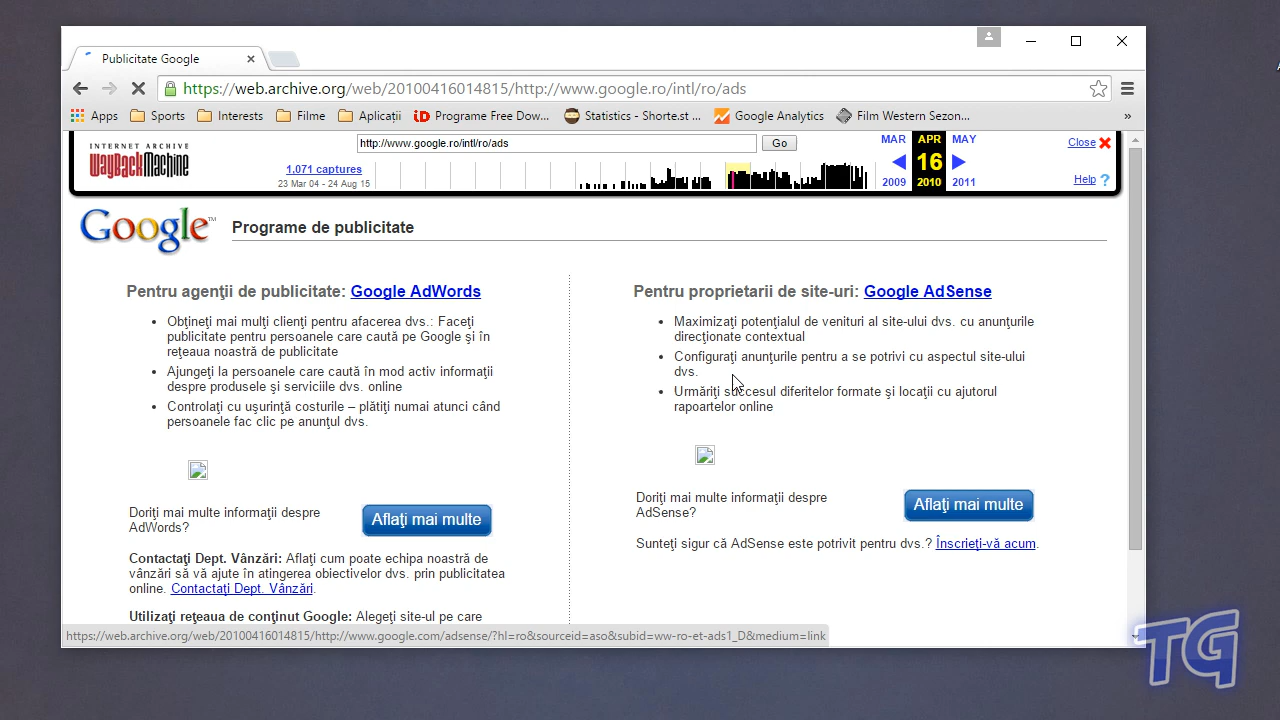 Publicitate Google
https://web.archive.org/web/20100416014815/http://www.google.ro/intl/ro/ads
Apps Sports Interests Filme Aplicații Programe Free Dow... Statistics - Shorte.st ... Google Analytics Film Western Sezon... »
INTERNET ARCHIVE
WayBackMachine
http://www.google.ro/intl/ro/ads Go
1,071 captures
23 Mar 04 - 24 Aug 15
MAR APR MAY
16
2009 2010 2011
Close
Help ?
Google™ Programe de publicitate
Pentru agenţii de publicitate: Google AdWords
• Obţineţi mai mulţi clienţi pentru afacerea dvs.: Faceţi
publicitate pentru persoanele care caută pe Google şi în
reţeaua noastră de publicitate
• Ajungeţi la persoanele care caută în mod activ informaţii
despre produsele şi serviciile dvs. online
• Controlaţi cu uşurinţă costurile – plătiţi numai atunci când
persoanele fac clic pe anunţul dvs.
Doriţi mai multe informaţii despre
AdWords?
Aflaţi mai multe
Contactaţi Dept. Vânzări: Aflaţi cum poate echipa noastră de
vânzări să vă ajute în atingerea obiectivelor dvs. prin publicitatea
online. Contactaţi Dept. Vânzări.
Utilizaţi reţeaua de conţinut Google: Alegeţi site-ul pe care
Pentru proprietarii de site-uri: Google AdSense
• Maximizaţi potenţialul de venituri al site-ului dvs. cu anunţurile
direcţionate contextual
• Configuraţi anunţurile pentru a se potrivi cu aspectul site-ului
dvs.
• Urmăriţi succesul diferitelor formate şi locaţii cu ajutorul
rapoartelor online
Doriţi mai multe informaţii despre
AdSense?
Aflaţi mai multe
Sunteţi sigur că AdSense este potrivit pentru dvs.? Înscrieţi-vă acum.
https://web.archive.org/web/20100416014815/http://www.google.com/adsense/?hl=ro&sourceid=aso&subid=ww-ro-et-ads1_D&medium=link
TG